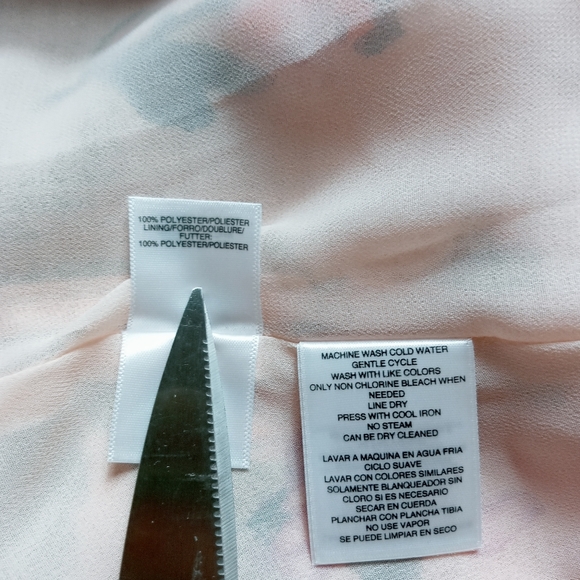 100% POLYESTER/POLIESTER
LINING/FORRO/DOUBLURE/
FUTTER:
100% POLYESTER/POLIESTER
MACHINE WASH COLD WATER
GENTLE CYCLE
WASH WITH LIKE COLORS
ONLY NON CHLORINE BLEACH WHEN
NEEDED
LINE DRY
PRESS WITH COOL IRON
NO STEAM
CAN BE DRY CLEANED
LAVAR A MAQUINA EN AGUA FRIA
CICLO SUAVE
LAVAR CON COLORES SIMILARES
SOLAMENTE BLANQUEADOR SIN
CLORO SI ES NECESARIO
SECAR EN CUERDA
PLANCHAR CON PLANCHA TIBIA
NO USE VAPOR
SE PUEDE LIMPIAR EN SECO